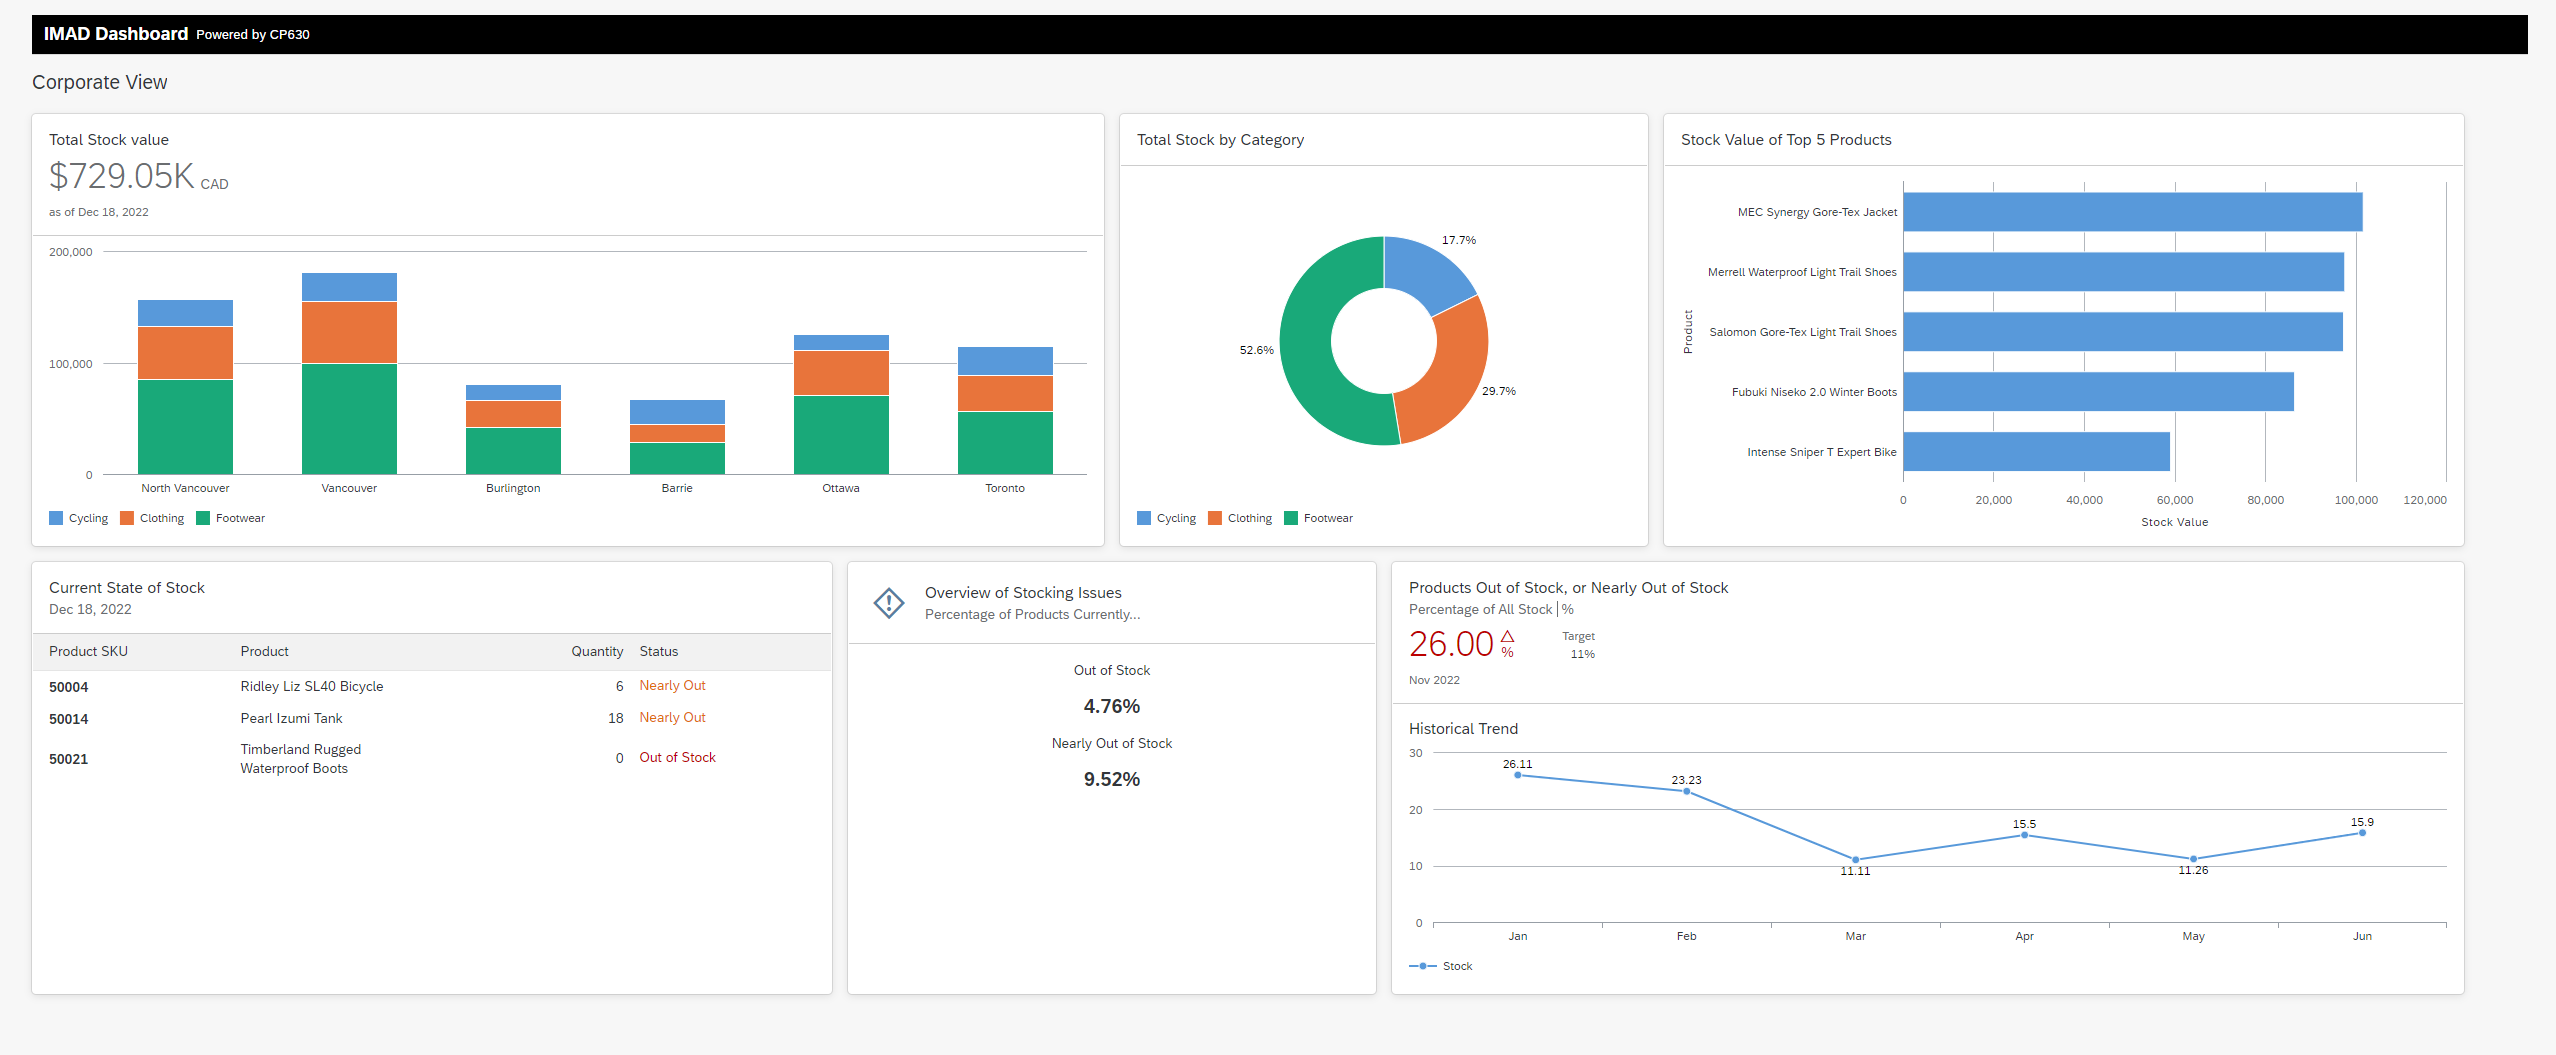 IMAD Dashboard Powered by CP630
Corporate View
Total Stock value
$729.05K CAD
as of Dec 18, 2022
200,000
100,000
0
North Vancouver Vancouver Burlington Barrie Ottawa Toronto
Cycling Clothing Footwear
Total Stock by Category
17.7%
52.6%
29.7%
Cycling Clothing Footwear
Stock Value of Top 5 Products
Product
MEC Synergy Gore-Tex Jacket
Merrell Waterproof Light Trail Shoes
Salomon Gore-Tex Light Trail Shoes
Fubuki Niseko 2.0 Winter Boots
Intense Sniper T Expert Bike
0 20,000 40,000 60,000 80,000 100,000 120,000
Stock Value
Current State of Stock
Dec 18, 2022
Product SKU Product Quantity Status
50004 Ridley Liz SL40 Bicycle 6 Nearly Out
50014 Pearl Izumi Tank 18 Nearly Out
50021 Timberland Rugged Waterproof Boots 0 Out of Stock
Overview of Stocking Issues
Percentage of Products Currently...
Out of Stock
4.76%
Nearly Out of Stock
9.52%
Products Out of Stock, or Nearly Out of Stock
Percentage of All Stock | %
26.00 %
Target
11%
Nov 2022
Historical Trend
30
20
10
0
26.11
23.23
11.11
15.5
11.26
15.9
Jan Feb Mar Apr May Jun
Stock